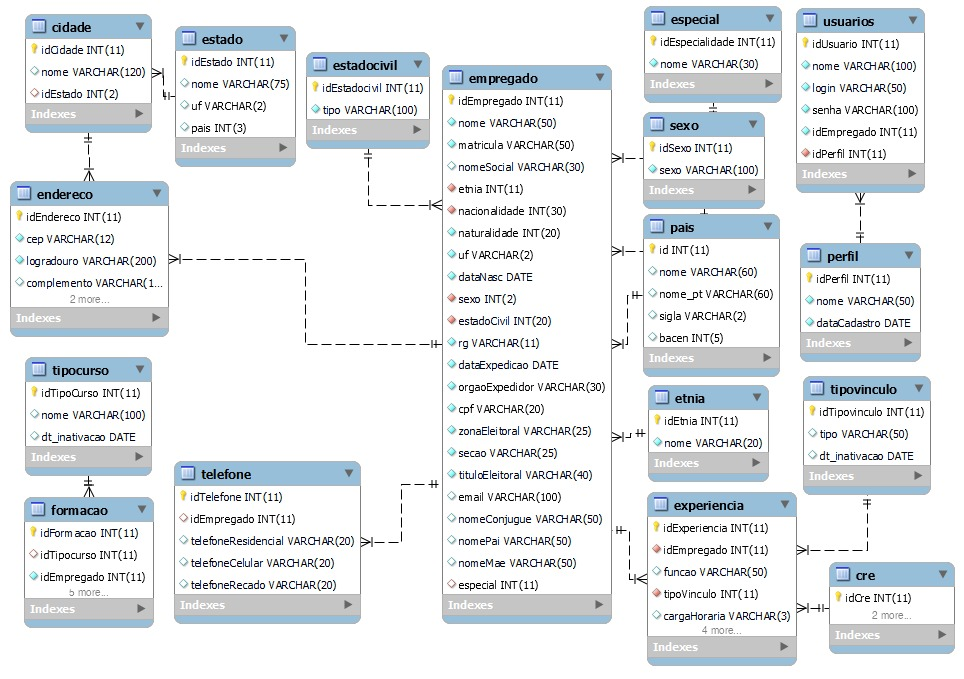 cidade
idCidade INT(11)
nome VARCHAR(120)
idEstado INT(2)
Indexes
estado
idEstado INT(11)
nome VARCHAR(75)
uf VARCHAR(2)
pais INT(3)
Indexes
estadocivil
idEstadocivil INT(11)
tipo VARCHAR(100)
Indexes
empregado
idEmpregado INT(11)
nome VARCHAR(50)
matricula VARCHAR(50)
nomeSocial VARCHAR(30)
etnia INT(11)
nacionalidade INT(30)
naturalidade INT(20)
uf VARCHAR(2)
dataNasc DATE
sexo INT(2)
estadoCivil INT(20)
rg VARCHAR(11)
dataExpedicao DATE
orgaoExpedidor VARCHAR(30)
cpf VARCHAR(20)
zonaEleitoral VARCHAR(25)
secao VARCHAR(25)
tituloEleitoral VARCHAR(40)
email VARCHAR(100)
nomeConjugue VARCHAR(50)
nomePai VARCHAR(50)
nomeMae VARCHAR(50)
especial INT(11)
Indexes
especial
idEspecialidade INT(11)
nome VARCHAR(30)
Indexes
usuarios
idUsuario INT(11)
nome VARCHAR(100)
login VARCHAR(50)
senha VARCHAR(100)
idEmpregado INT(11)
idPerfil INT(11)
Indexes
sexo
idSexo INT(11)
sexo VARCHAR(100)
Indexes
endereco
idEndereco INT(11)
cep VARCHAR(12)
logradouro VARCHAR(200)
complemento VARCHAR(1...
2 more...
Indexes
pais
id INT(11)
nome VARCHAR(60)
nome_pt VARCHAR(60)
sigla VARCHAR(2)
bacen INT(5)
Indexes
perfil
idPerfil INT(11)
nome VARCHAR(50)
dataCadastro DATE
Indexes
tipocurso
idTipoCurso INT(11)
nome VARCHAR(100)
dt_inativacao DATE
Indexes
etnia
idEtnia INT(11)
nome VARCHAR(20)
Indexes
tipovinculo
idTipovinculo INT(11)
tipo VARCHAR(50)
dt_inativacao DATE
Indexes
formacao
idFormacao INT(11)
idTipocurso INT(11)
idEmpregado INT(11)
5 more...
Indexes
telefone
idTelefone INT(11)
idEmpregado INT(11)
telefoneResidencial VARCHAR(20)
telefoneCelular VARCHAR(20)
telefoneRecado VARCHAR(20)
Indexes
experiencia
idExperiencia INT(11)
idEmpregado INT(11)
funcao VARCHAR(50)
tipoVinculo INT(11)
cargaHoraria VARCHAR(3)
4 more...
Indexes
cre
idCre INT(11)
2 more...
Indexes